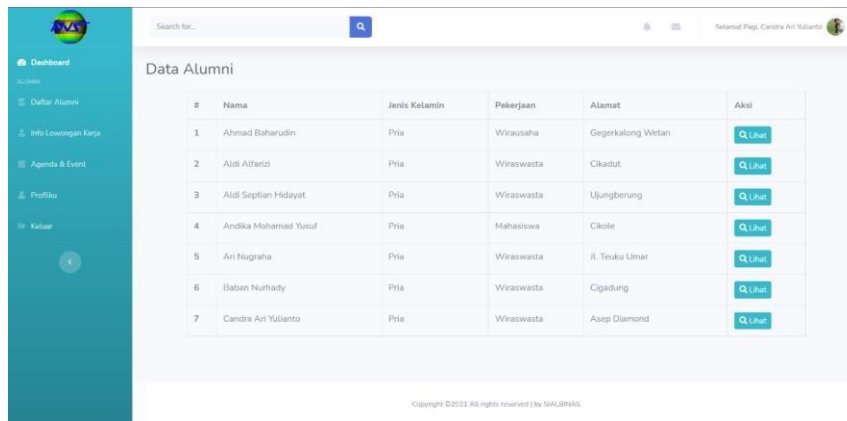 Search for...
Selamat Pagi, Candra Ari Yulianto
Dashboard
ALUMNI
Daftar Alumni
Info Lowongan Kerja
Agenda & Event
Profilku
Keluar
Data Alumni
# Nama Jenis Kelamin Pekerjaan Alamat Aksi
1 Ahmad Baharudin Pria Wirausaha Gegerkalong Wetan Lihat
2 Aldi Alfarizi Pria Wiraswasta Cikadut Lihat
3 Aldi Septian Hidayat Pria Wiraswasta Ujungberung Lihat
4 Andika Mohamad Yusuf Pria Mahasiswa Cikole Lihat
5 Ari Nugraha Pria Wiraswasta Jl. Teuku Umar Lihat
6 Baban Nurhady Pria Wiraswasta Cigadung Lihat
7 Candra Ari Yulianto Pria Wiraswasta Asep Diamond Lihat
Copyright ©2021 All rights reserved | by SIALBINAS